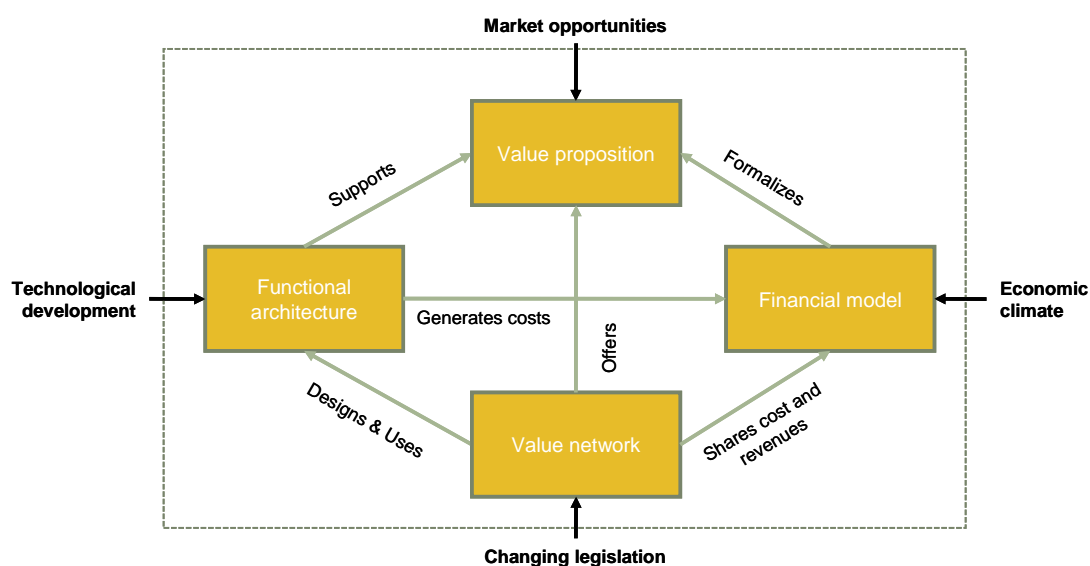 Market opportunities
Value proposition
Supports
Formalizes
Technological
development
Functional
architecture
Generates costs
Financial model
Economic
climate
Offers
Designs & Uses
Value network
Shares cost and
revenues
Changing legislation